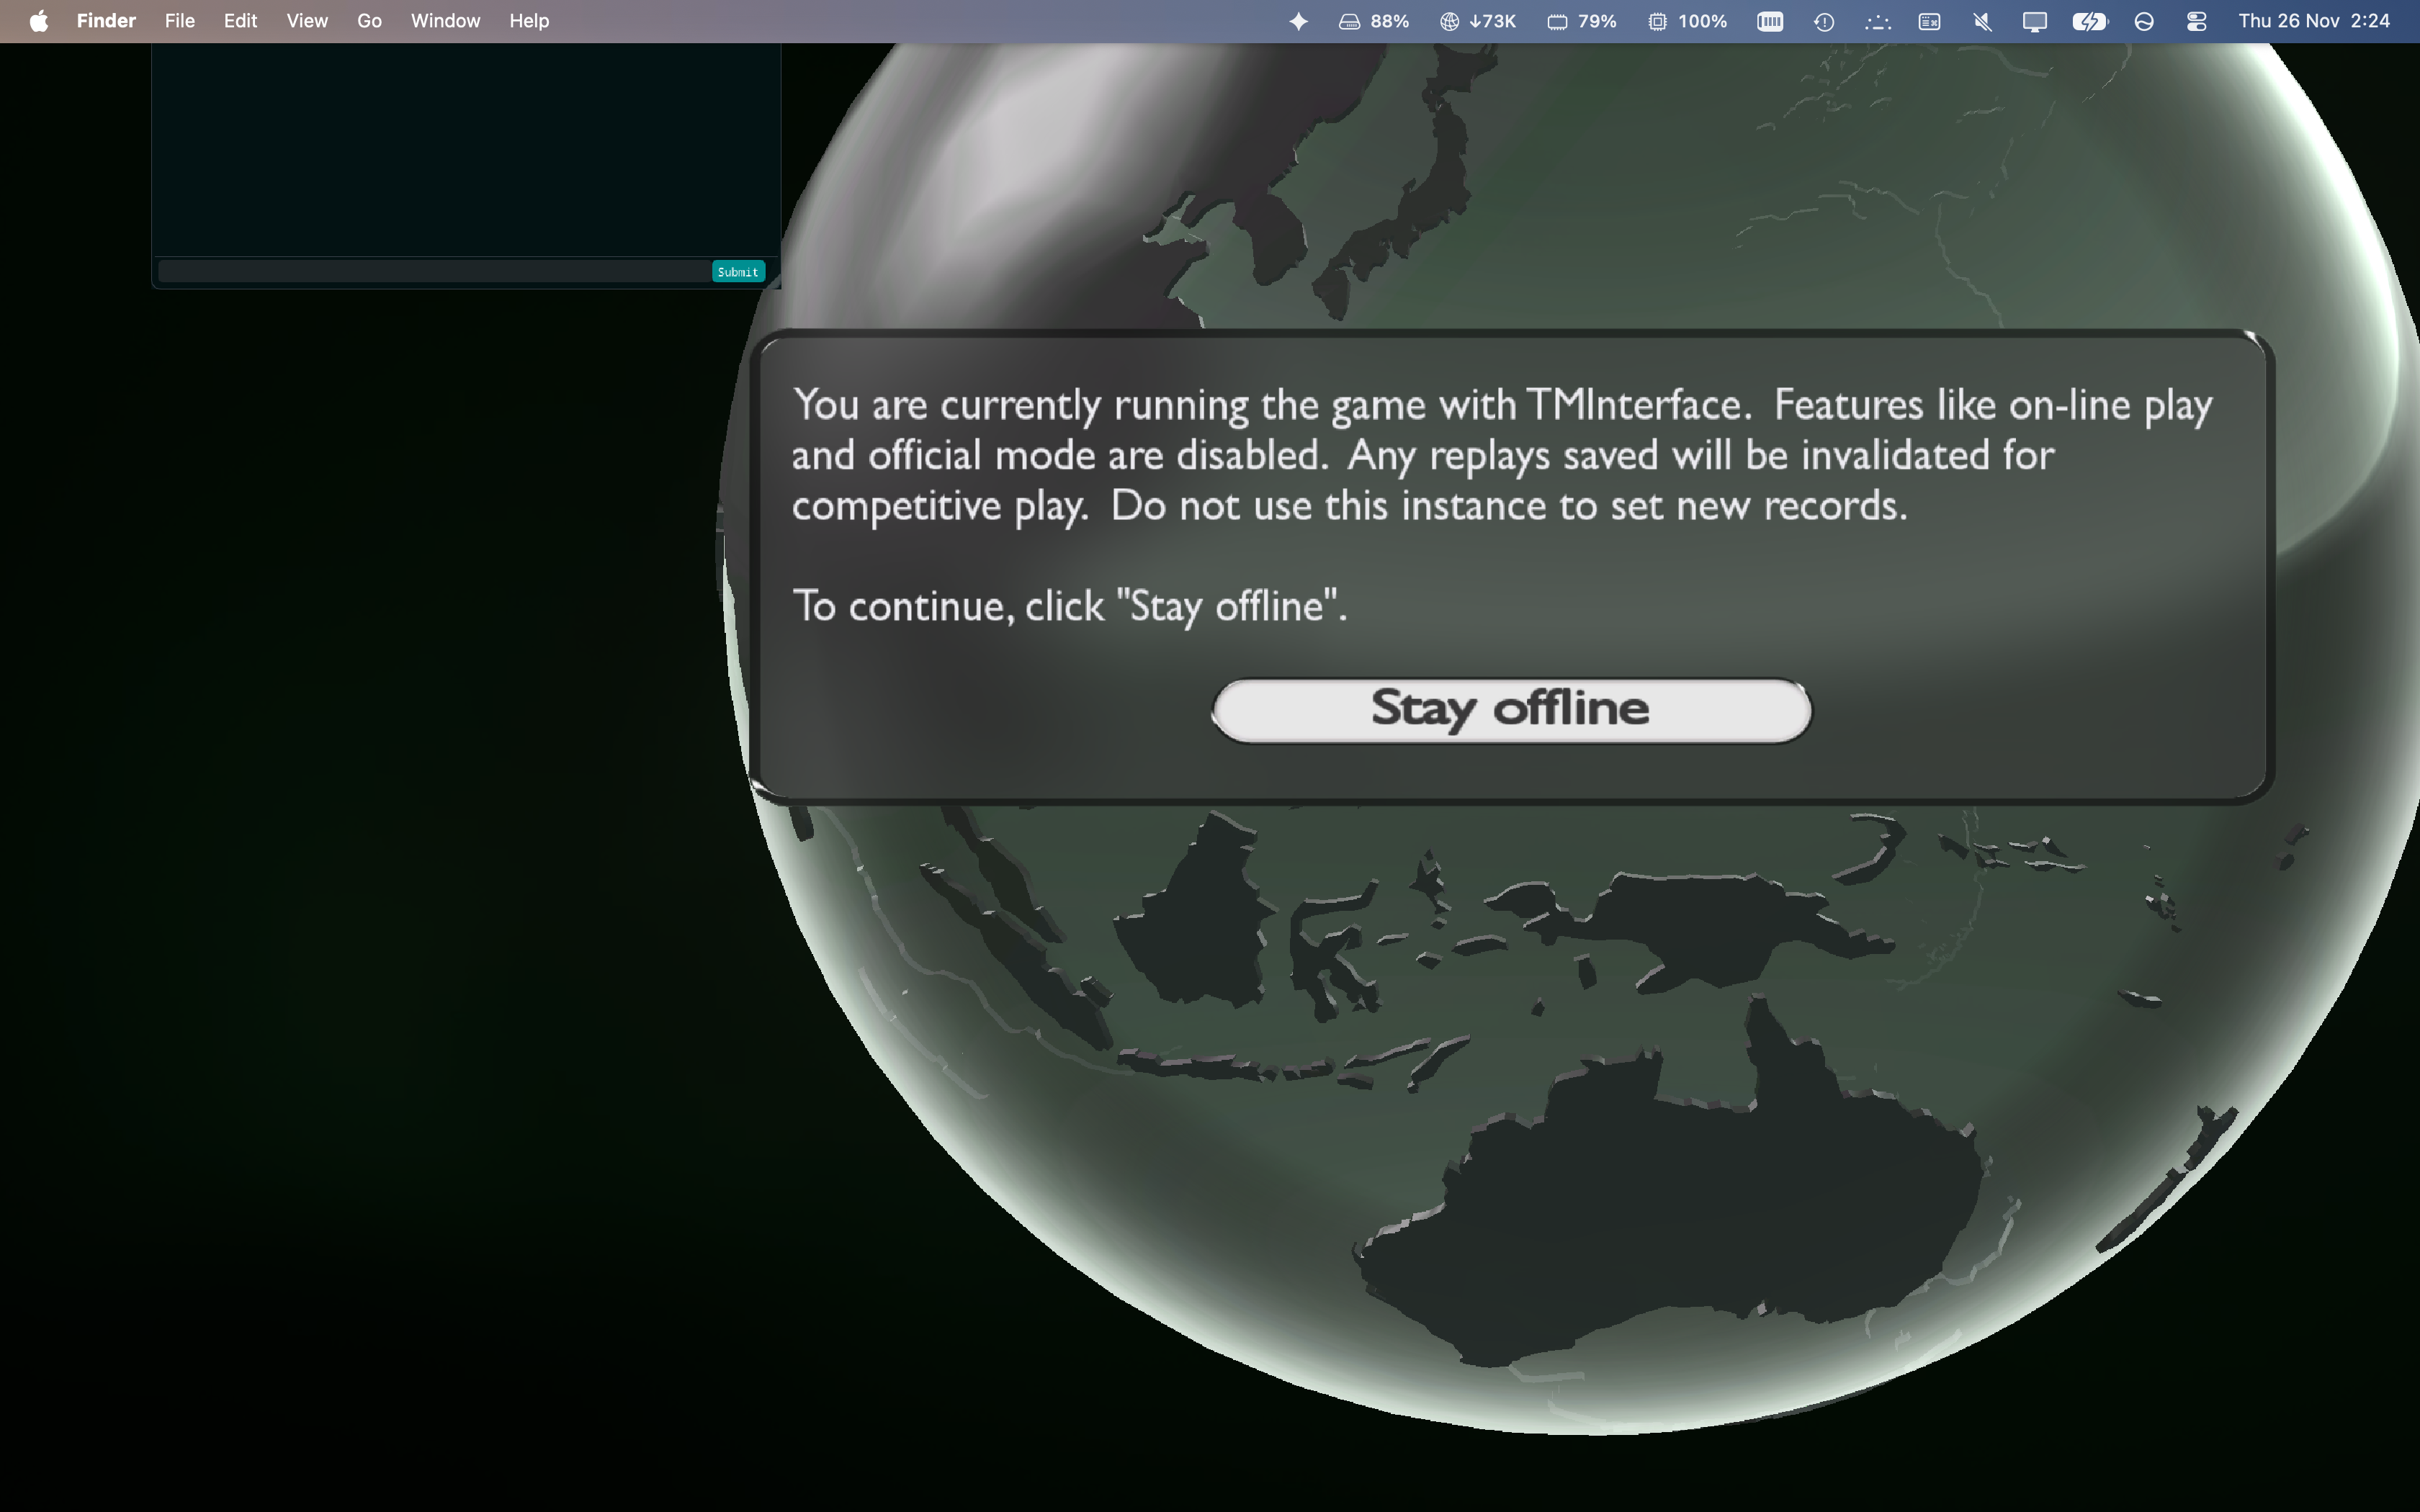 Finder File Edit View Go Window Help 88% ↓73K 79% 100% Thu 26 Nov 2:24
Submit
You are currently running the game with TMInterface. Features like on-line play
and official mode are disabled. Any replays saved will be invalidated for
competitive play. Do not use this instance to set new records.
To continue, click "Stay offline".
Stay offline